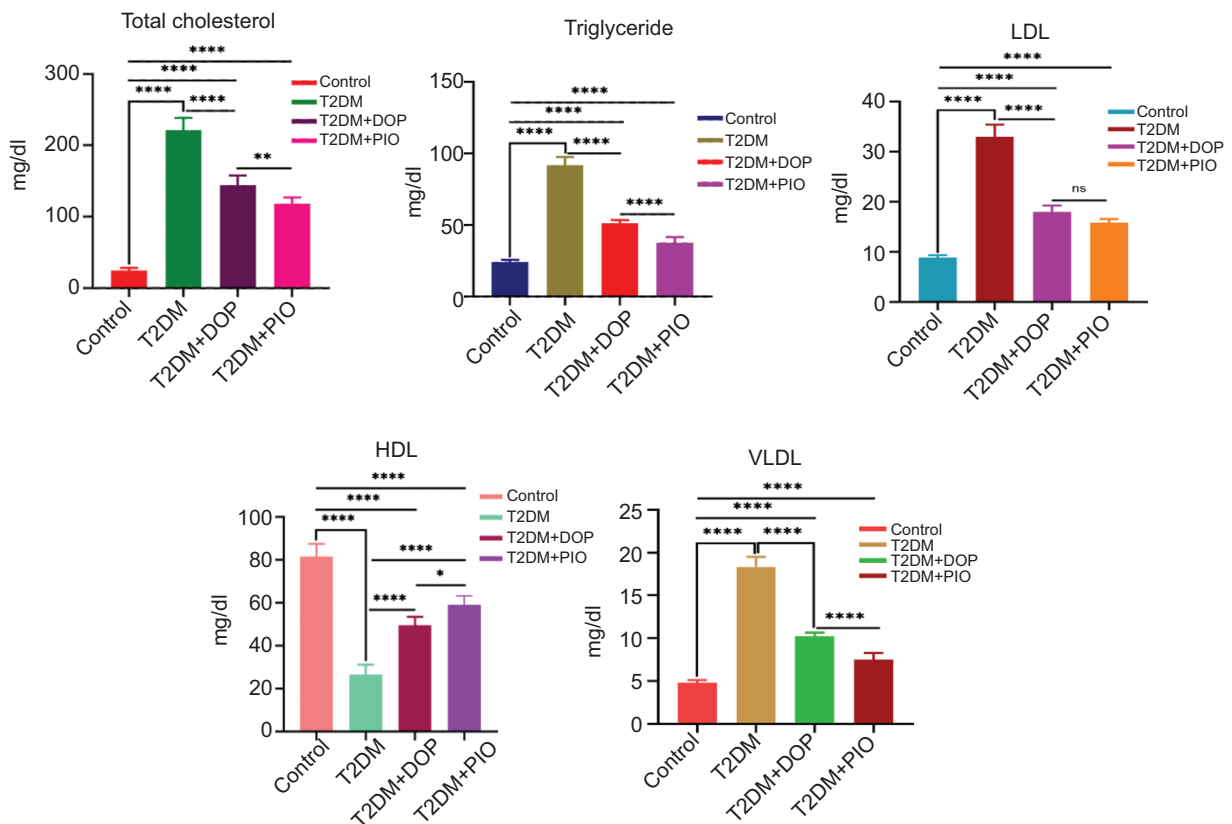 Total cholesterol
****
****
****
****
**
300
200
100
0
mg/dl
Control
T2DM
T2DM+DOP
T2DM+PIO
Control
T2DM
T2DM+DOP
T2DM+PIO
Triglyceride
****
****
****
****
****
150
100
50
0
mg/dl
Control
T2DM
T2DM+DOP
T2DM+PIO
Control
T2DM
T2DM+DOP
T2DM+PIO
LDL
****
****
****
****
ns
40
30
20
10
0
mg/dl
Control
T2DM
T2DM+DOP
T2DM+PIO
Control
T2DM
T2DM+DOP
T2DM+PIO
HDL
****
****
****
****
*
****
100
80
60
40
20
0
mg/dl
Control
T2DM
T2DM+DOP
T2DM+PIO
Control
T2DM
T2DM+DOP
T2DM+PIO
VLDL
****
****
****
****
****
25
20
15
10
5
0
mg/dl
Control
T2DM
T2DM+DOP
T2DM+PIO
Control
T2DM
T2DM+DOP
T2DM+PIO